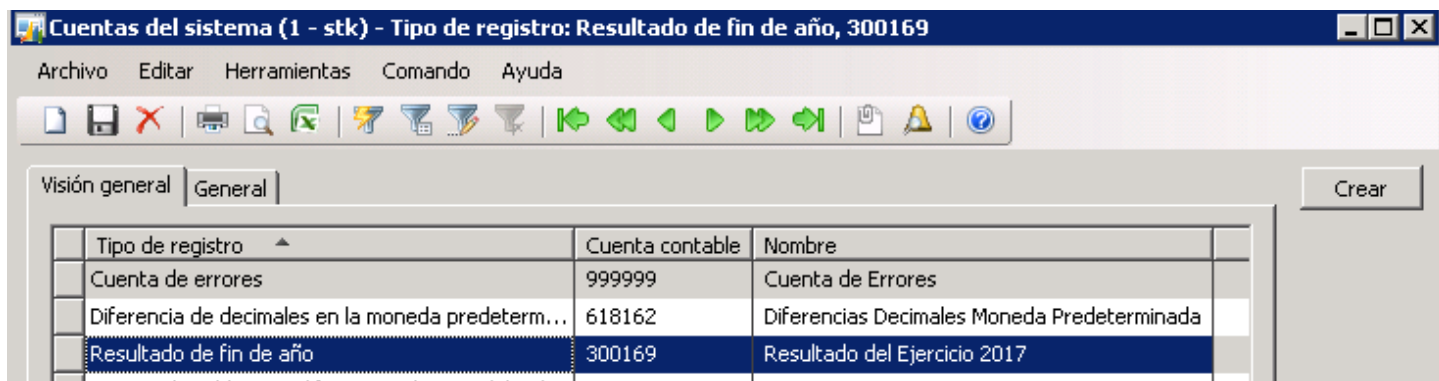 Cuentas del sistema (1 - stk) - Tipo de registro: Resultado de fin de año, 300169
Archivo Editar Herramientas Comando Ayuda
Visión general General Crear
Tipo de registro Cuenta contable Nombre
Cuenta de errores 999999 Cuenta de Errores
Diferencia de decimales en la moneda predeterm... 618162 Diferencias Decimales Moneda Predeterminada
Resultado de fin de año 300169 Resultado del Ejercicio 2017